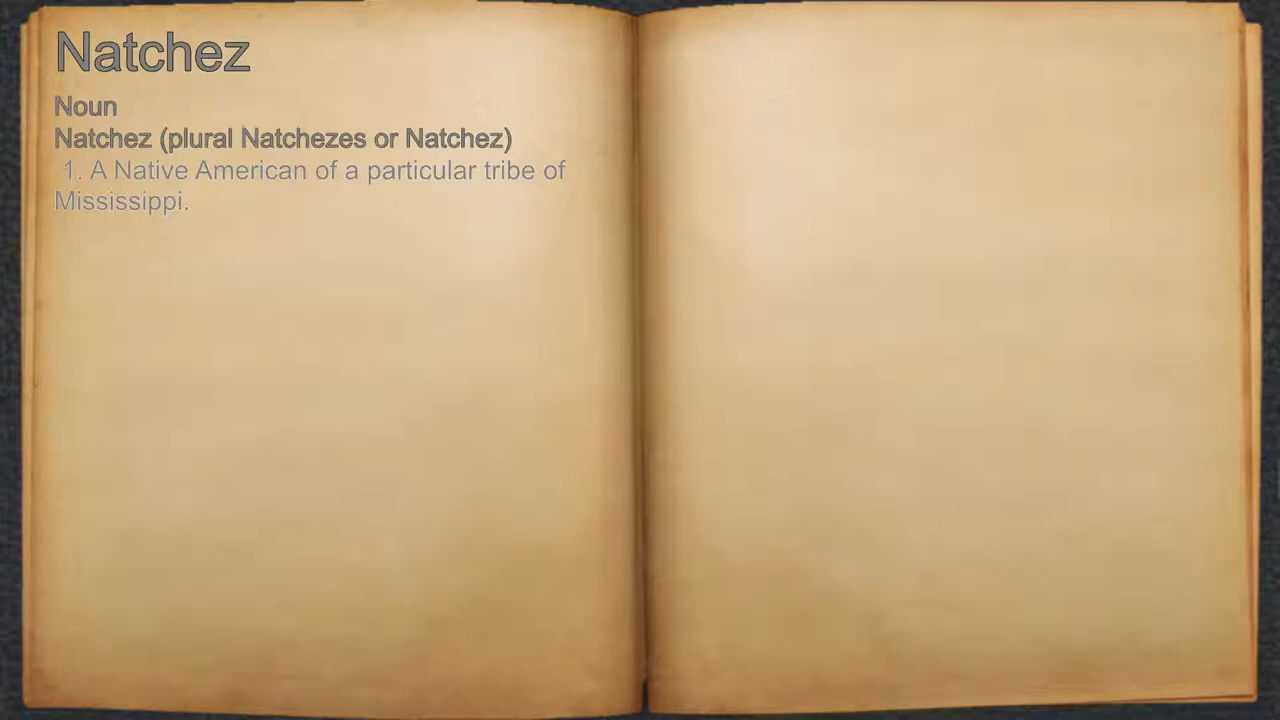 Natchez
Noun
Natchez (plural Natchezes or Natchez)
1. A Native American of a particular tribe of
Mississippi.